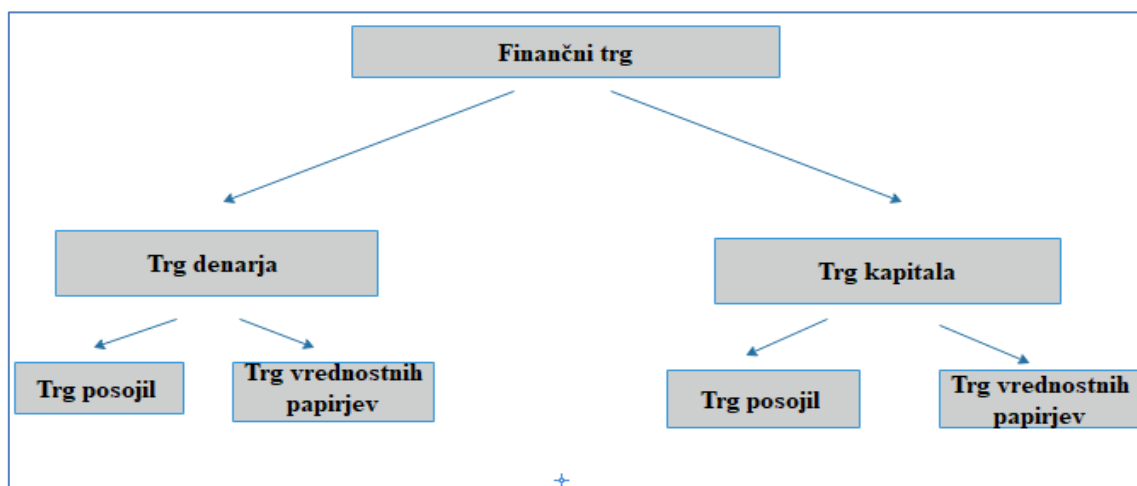 Finančni trg
Trg denarja
Trg kapitala
Trg posojil
Trg vrednostnih
papirjev
Trg posojil
Trg vrednostnih
papirjev